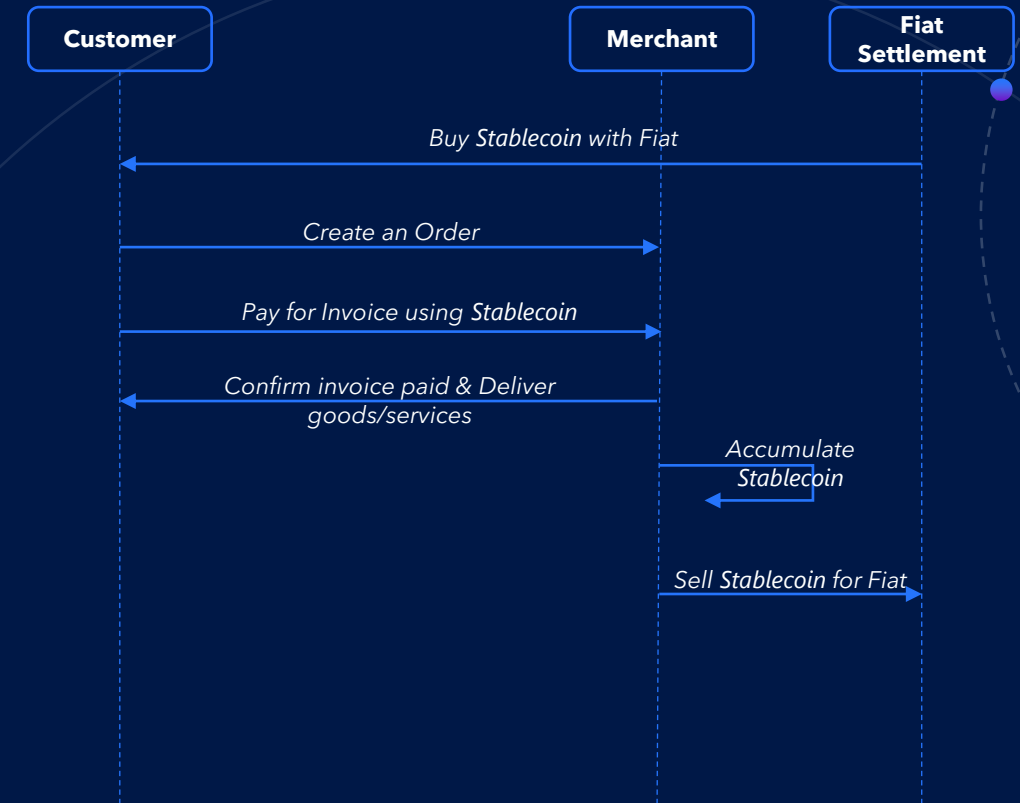 Customer
Merchant
Fiat
Settlement
Buy Stablecoin with Fiat
Create an Order
Pay for Invoice using Stablecoin
Confirm invoice paid & Deliver
goods/services
Accumulate
Stablecoin
Sell Stablecoin for Fiat